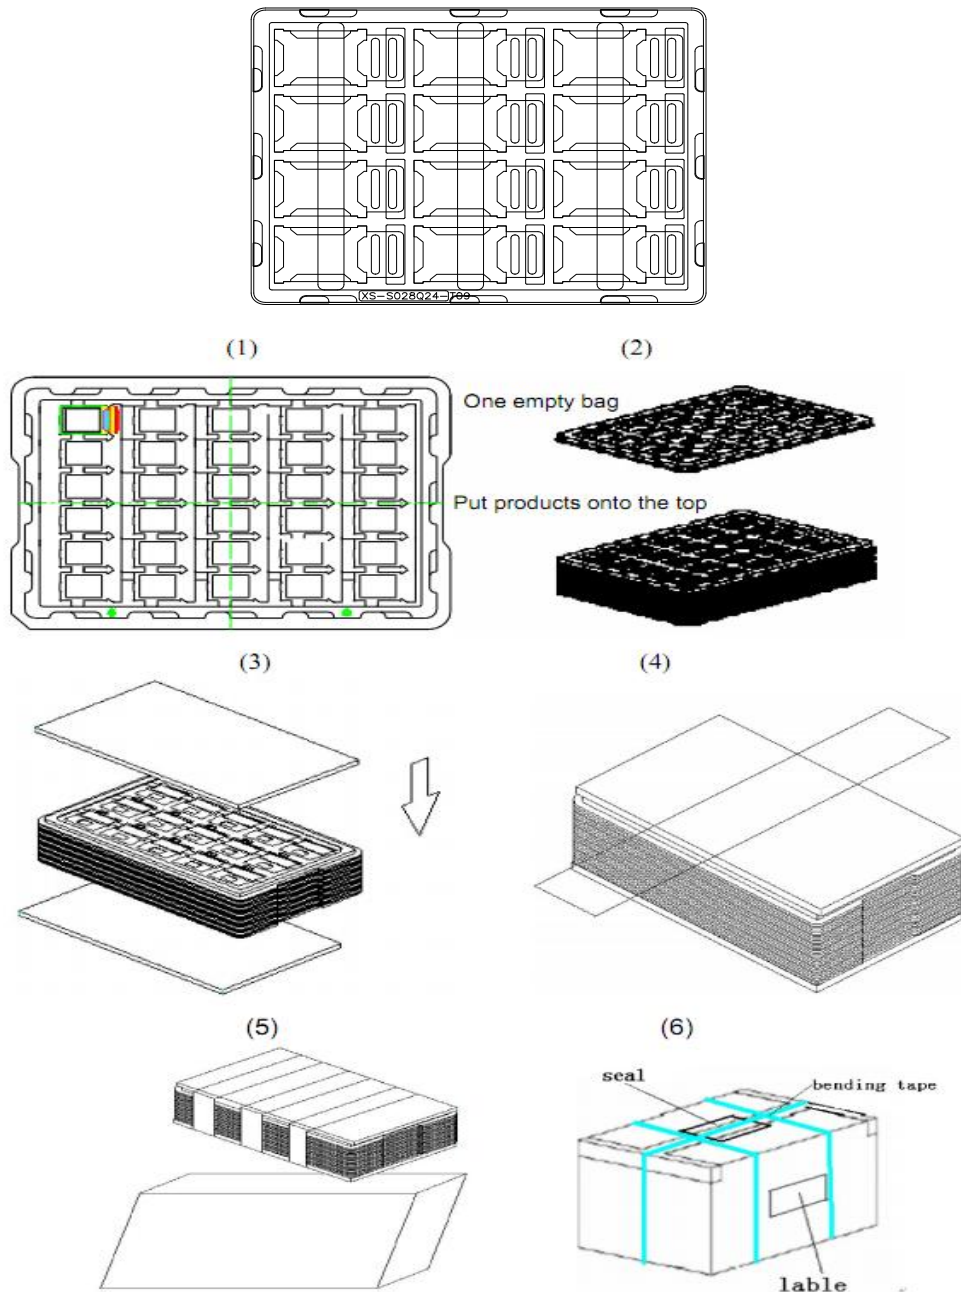 XS-S028Q24-T09
(1)
(2)
One empty bag
Put products onto the top
(3)
(4)
(5)
(6)
seal
bending tape
lable